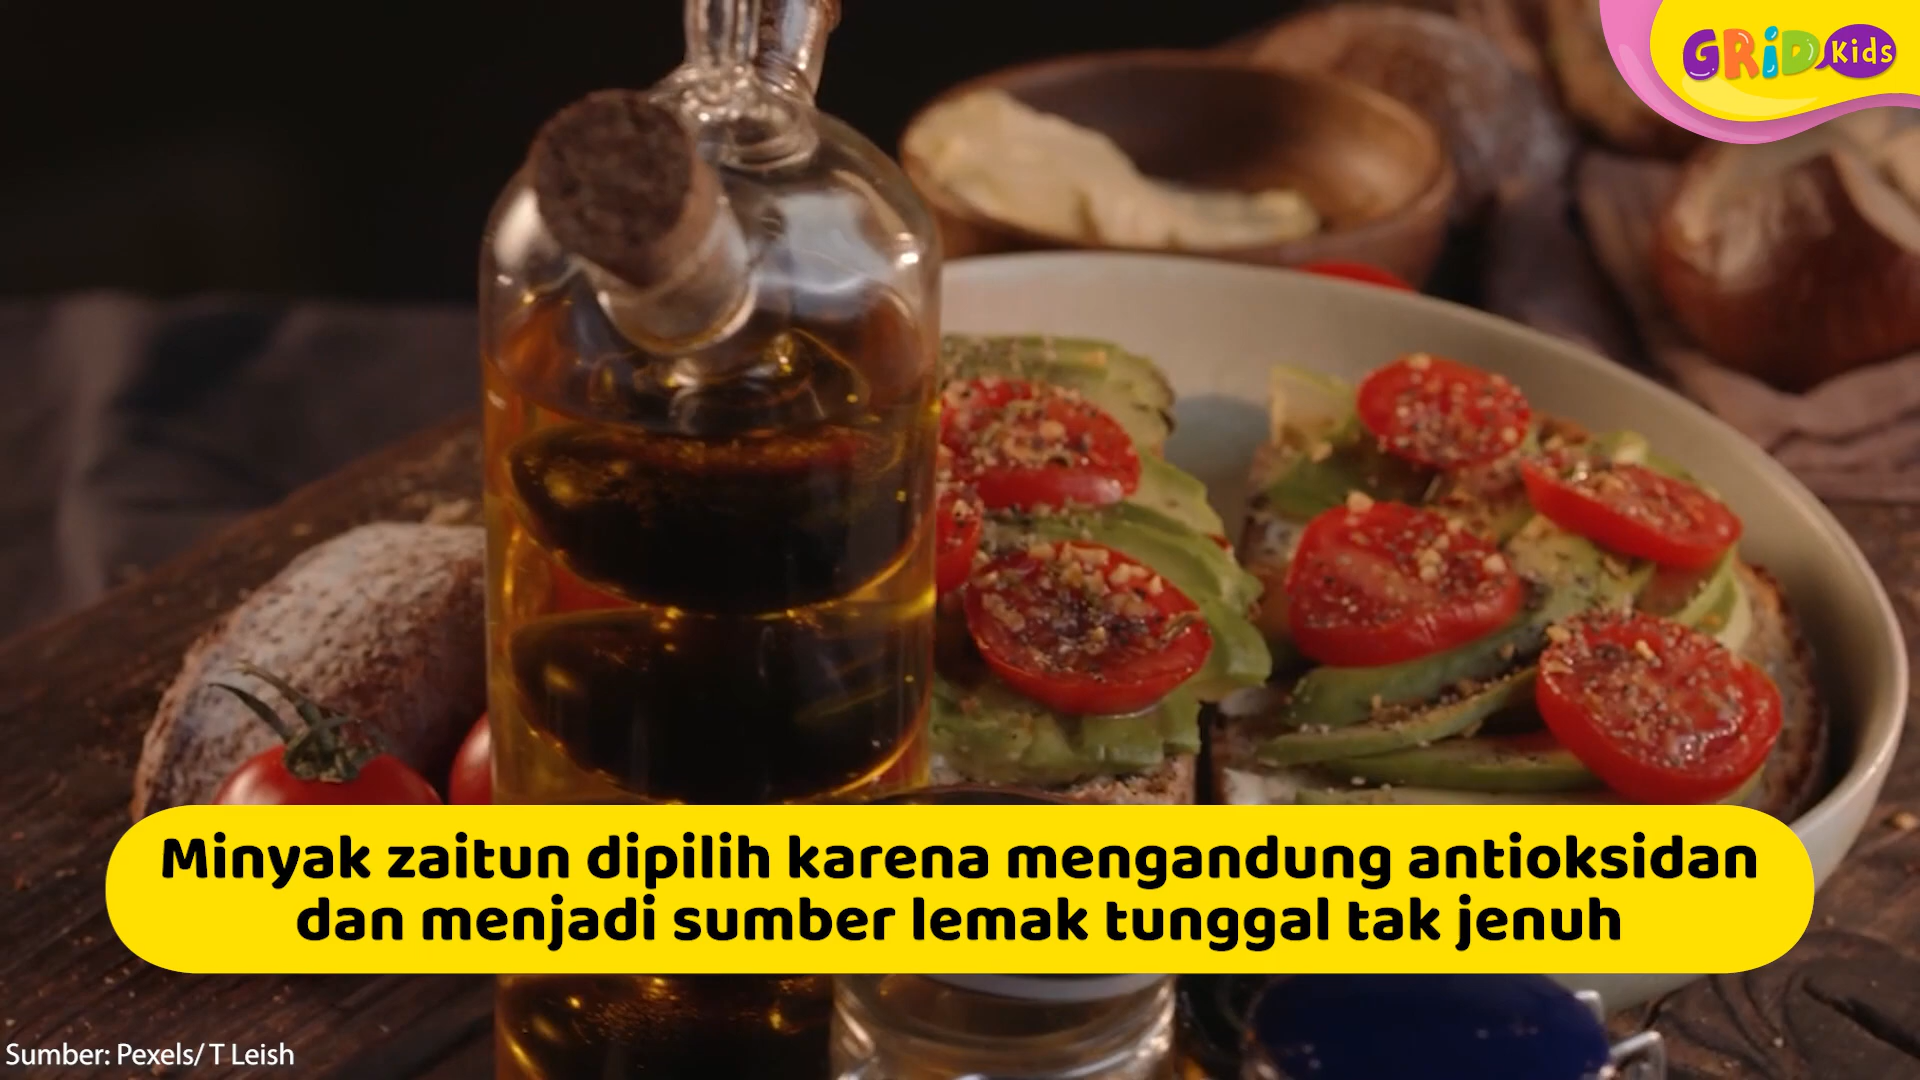 GRiD Kids
Minyak zaitun dipilih karena mengandung antioksidan
dan menjadi sumber lemak tunggal tak jenuh
Sumber: Pexels/ T Leish